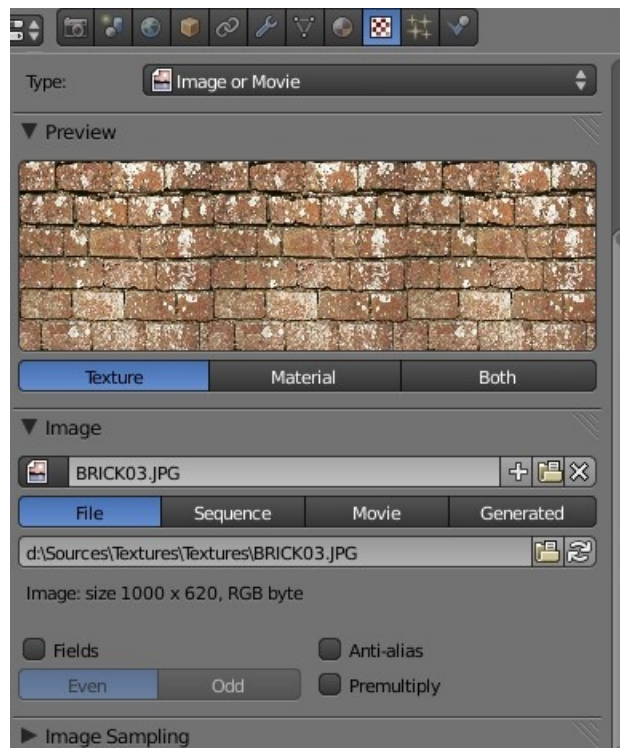 Type: Image or Movie
Preview
Texture Material Both
Image
BRICK03.JPG
File Sequence Movie Generated
d:\Sources\Textures\Textures\BRICK03.JPG
Image: size 1000 x 620, RGB byte
Fields Anti-alias
Even Odd Premultiply
Image Sampling